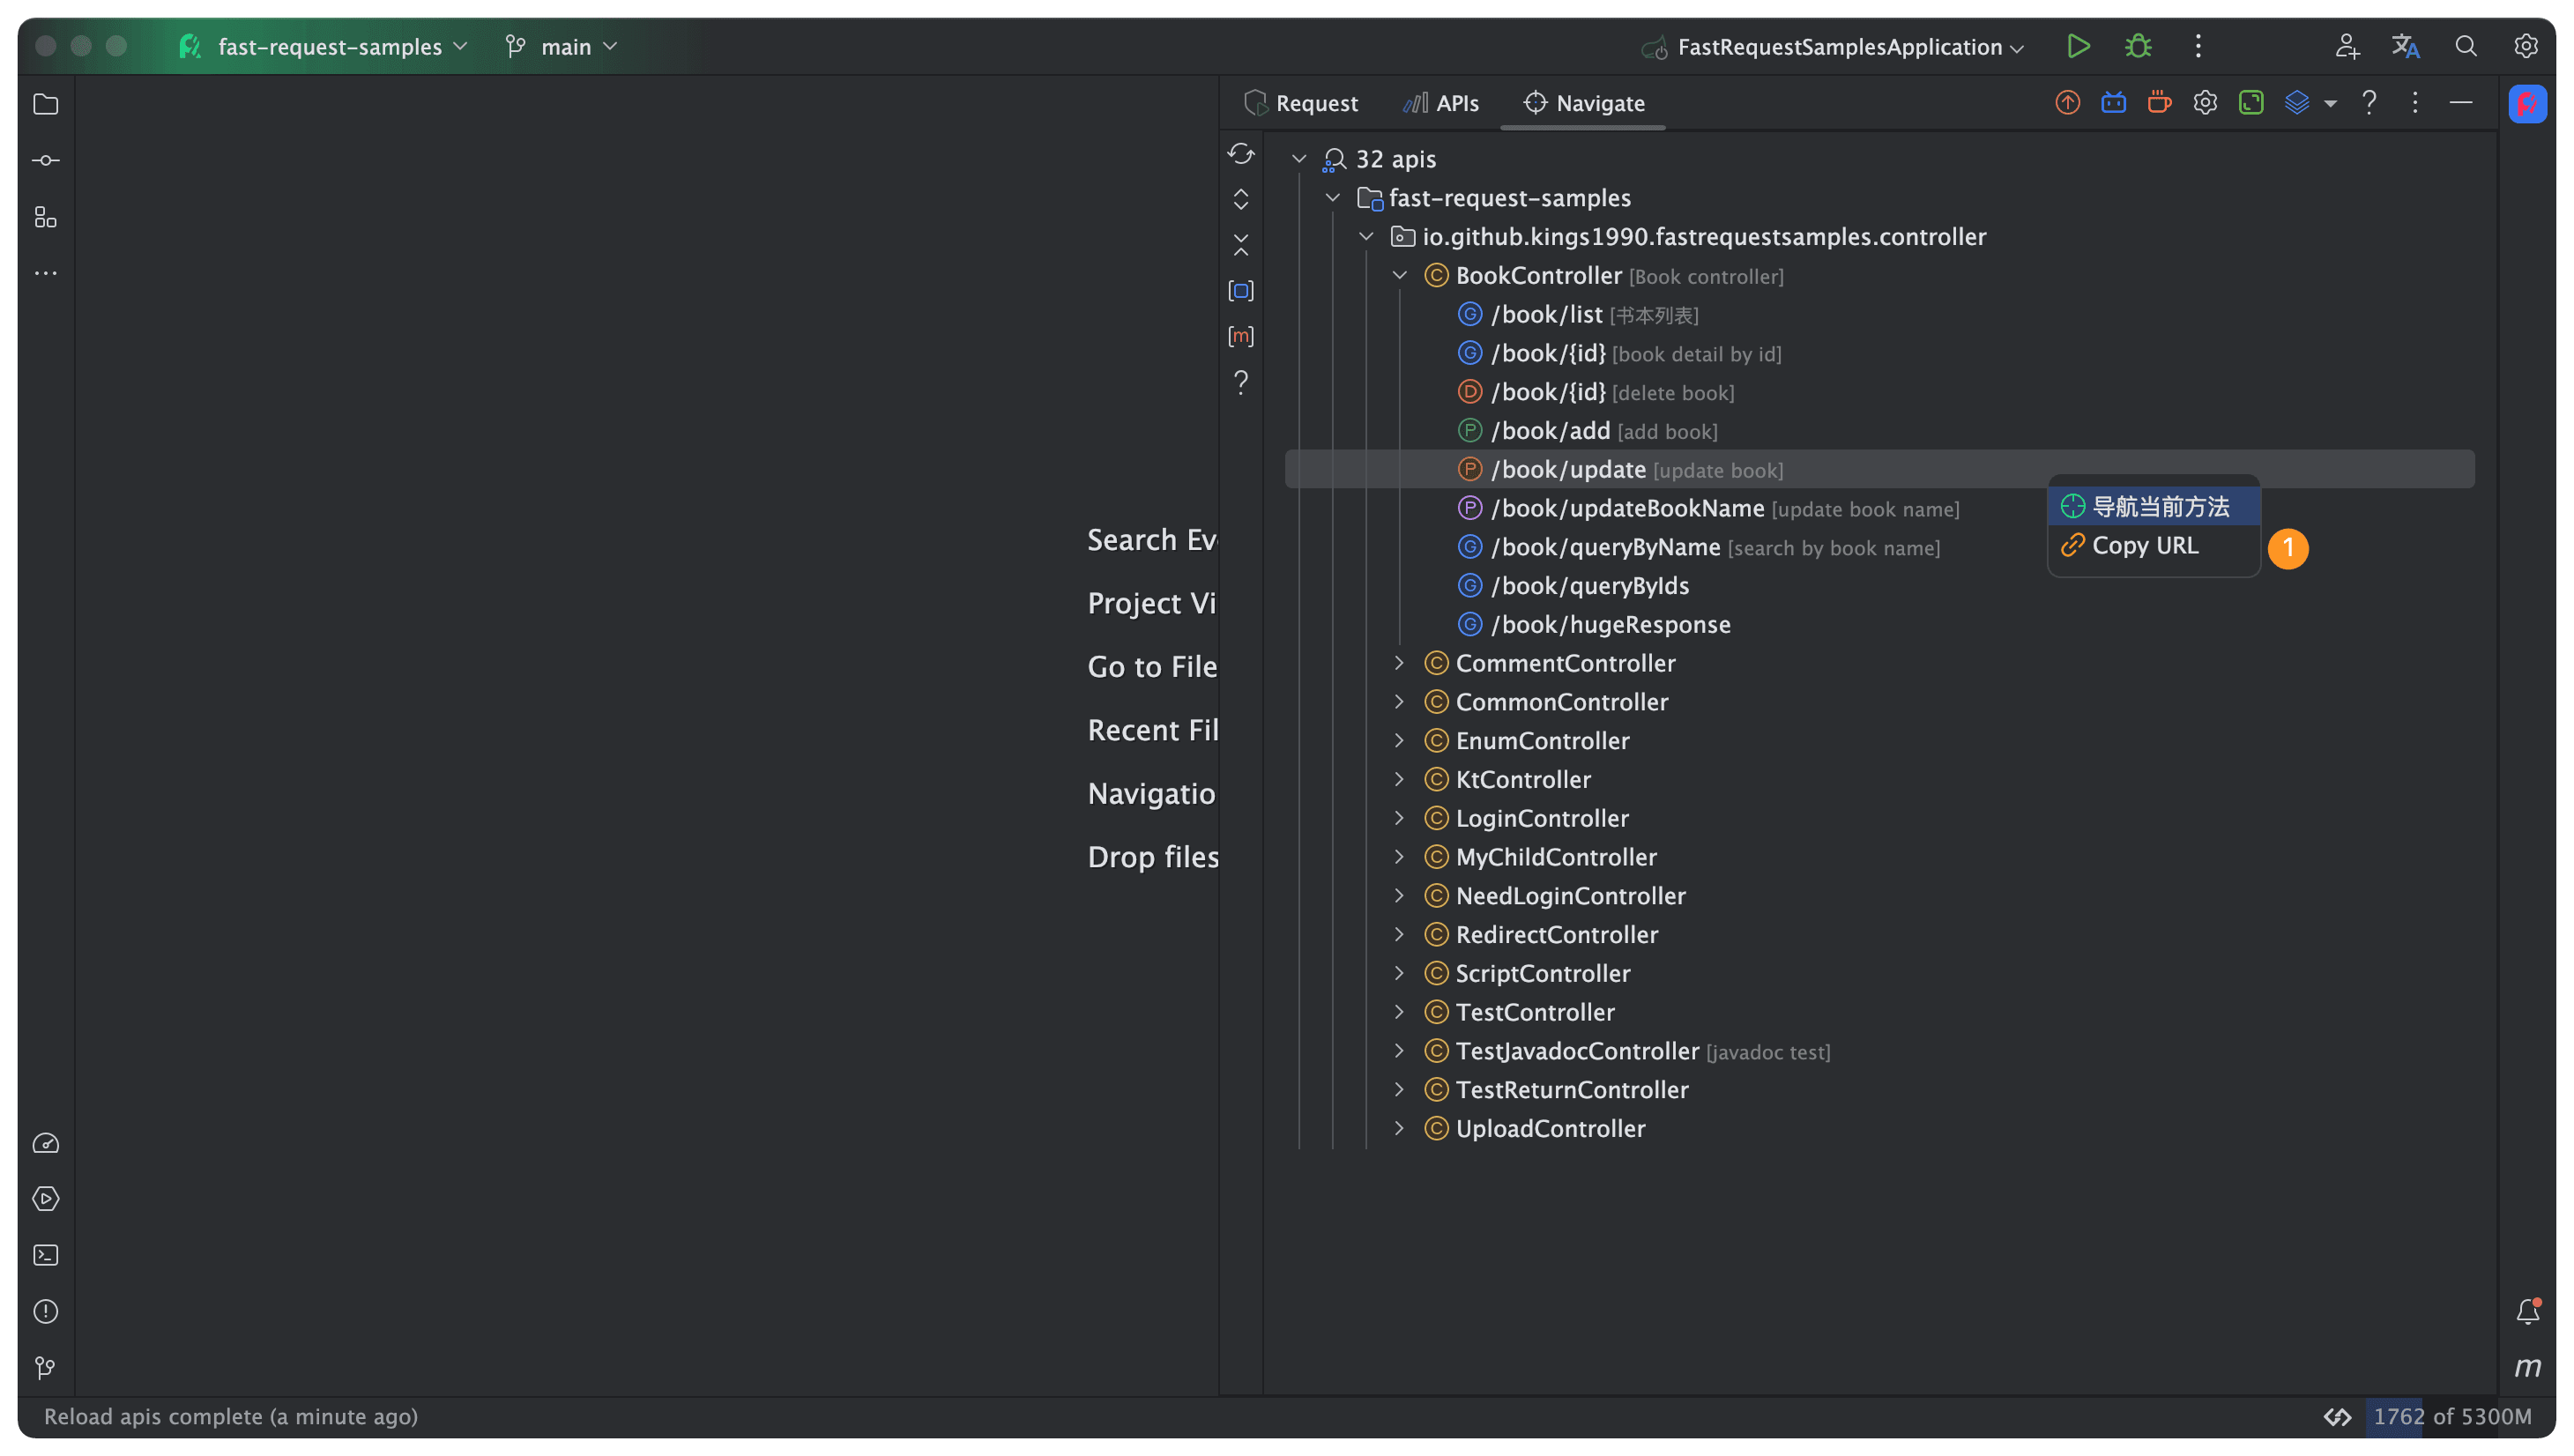 fast-request-samples
main
FastRequestSamplesApplication
Request
APIs
Navigate
32 apis
fast-request-samples
io.github.kings1990.fastrequestsamples.controller
BookController [Book controller]
/book/list [书本列表]
/book/{id} [book detail by id]
/book/{id} [delete book]
/book/add [add book]
/book/update [update book]
/book/updateBookName [update book name]
/book/queryByName [search by book name]
/book/queryByIds
/book/hugeResponse
CommentController
CommonController
EnumController
KtController
LoginController
MyChildController
NeedLoginController
RedirectController
ScriptController
TestController
TestJavadocController [javadoc test]
TestReturnController
UploadController
导航当前方法
Copy URL
1
Search Ev
Project Vi
Go to File
Recent Fil
Navigatio
Drop files
Reload apis complete (a minute ago)
1762 of 5300M